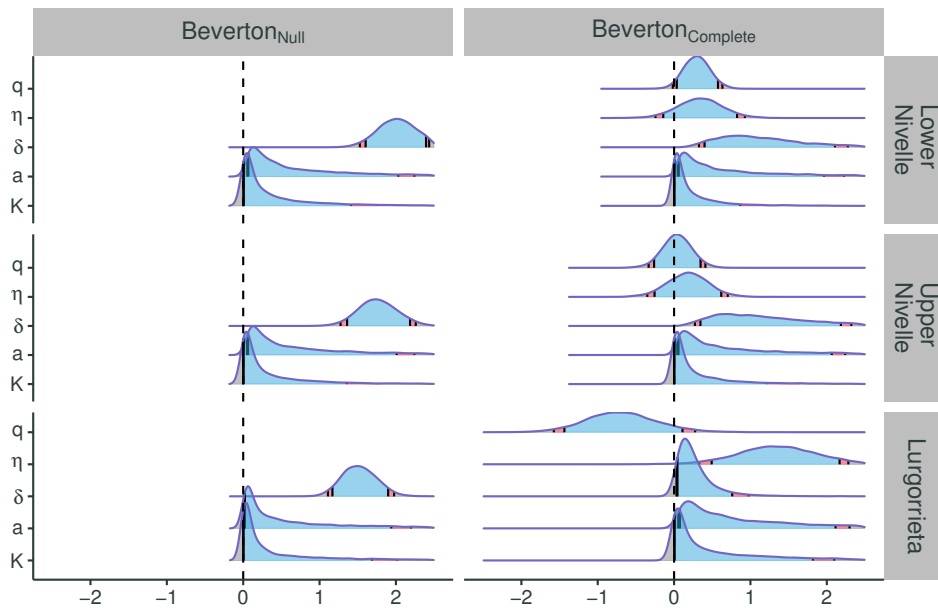 Beverton_Null
Beverton_Complete
q
η
δ
a
K
Lower
Nivelle
q
η
δ
a
K
Upper
Nivelle
q
η
δ
a
K
Lurgorrieta
−2 −1 0 1 2
−2 −1 0 1 2